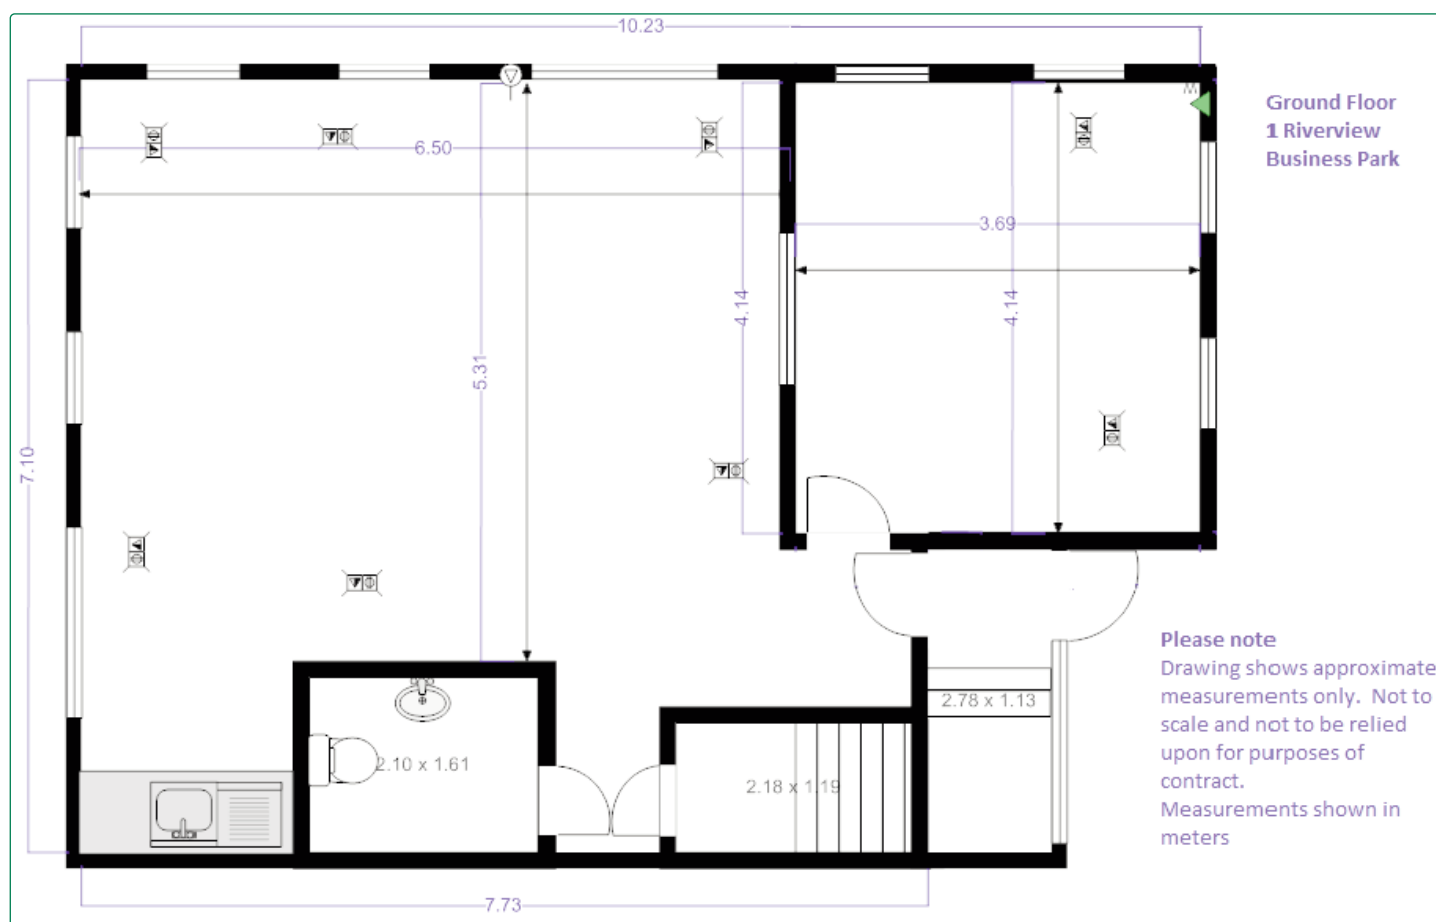 10.23
Ground Floor
1 Riverview
Business Park
6.50
3.69
4.14
4.14
5.31
7.10
Please note
Drawing shows approximate
measurements only.  Not to
scale and not to be relied
upon for purposes of
contract.
Measurements shown in
meters
2.78 x 1.13
2.10 x 1.61
2.18 x 1.19
7.73